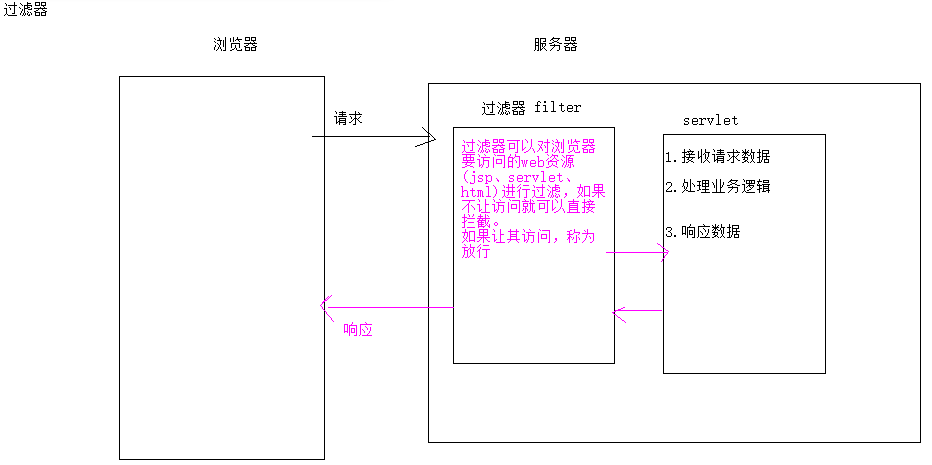 过滤器
浏览器
服务器
请求
过滤器 filter
过滤器可以对浏览器
要访问的web资源
(jsp、servlet、
html)进行过滤，如果
不让访问就可以直接
拦截。
如果让其访问，称为
放行
servlet
1.接收请求数据
2.处理业务逻辑
3.响应数据
响应